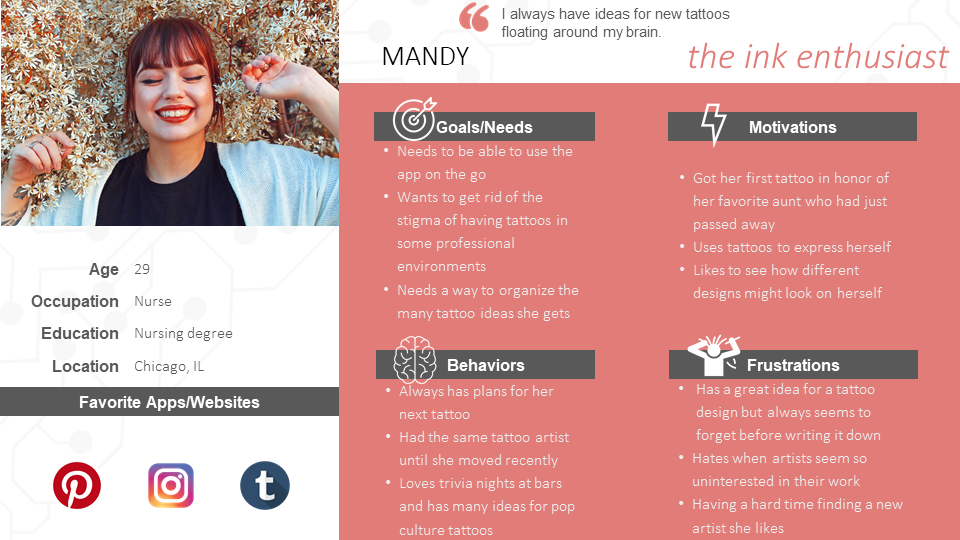 I always have ideas for new tattoos
floating around my brain.
MANDY
the ink enthusiast
Age 29
Occupation Nurse
Education Nursing degree
Location Chicago, IL
Favorite Apps/Websites
Goals/Needs
• Needs to be able to use the
app on the go
• Wants to get rid of the
stigma of having tattoos in
some professional
environments
• Needs a way to organize the
many tattoo ideas she gets
Motivations
• Got her first tattoo in honor of
her favorite aunt who had just
passed away
• Uses tattoos to express herself
• Likes to see how different
designs might look on herself
Behaviors
• Always has plans for her
next tattoo
• Had the same tattoo artist
until she moved recently
• Loves trivia nights at bars
and has many ideas for pop
culture tattoos
Frustrations
• Has a great idea for a tattoo
design but always seems to
forget before writing it down
• Hates when artists seem so
uninterested in their work
• Having a hard time finding a new
artist she likes